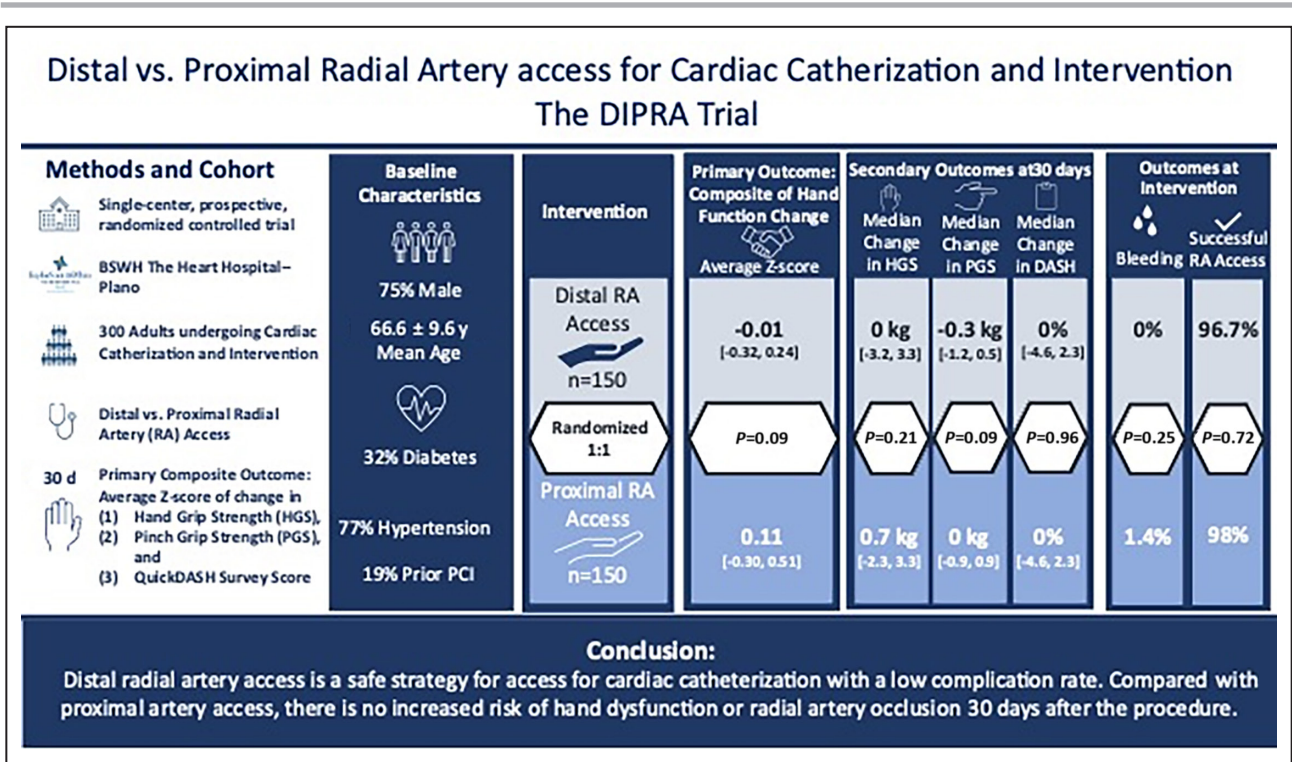 Distal vs. Proximal Radial Artery access for Cardiac Catherization and Intervention
The DIPRA Trial
Methods and Cohort
Single-center, prospective,
randomized controlled trial
BSWH The Heart Hospital–
Plano
300 Adults undergoing Cardiac
Catherization and Intervention
Distal vs. Proximal Radial
Artery (RA) Access
30 d
Primary Composite Outcome:
Average Z-score of change in
(1) Hand Grip Strength (HGS),
(2) Pinch Grip Strength (PGS),
and
(3) QuickDASH Survey Score
Baseline
Characteristics
75% Male
66.6 ± 9.6 y
Mean Age
32% Diabetes
77% Hypertension
19% Prior PCI
Intervention
Distal RA
Access
n=150
Randomized
1:1
Proximal RA
Access
n=150
Primary Outcome:
Composite of Hand
Function Change
Average Z-score
-0.01
[-0.32, 0.24]
P=0.09
0.11
[-0.30, 0.51]
Secondary Outcomes at30 days
Median
Change
in HGS
0 kg
[-3.2, 3.3]
P=0.21
0.7 kg
[-2.3, 3.3]
Median
Change
in PGS
-0.3 kg
[-1.2, 0.5]
P=0.09
0 kg
[-0.9, 0.9]
Median
Change
in DASH
0%
[-4.6, 2.3]
P=0.96
0%
[-4.6, 2.3]
Outcomes at
Intervention
Bleeding
0%
P=0.25
1.4%
Successful
RA Access
96.7%
P=0.72
98%
Conclusion:
Distal radial artery access is a safe strategy for access for cardiac catheterization with a low complication rate. Compared with
proximal artery access, there is no increased risk of hand dysfunction or radial artery occlusion 30 days after the procedure.